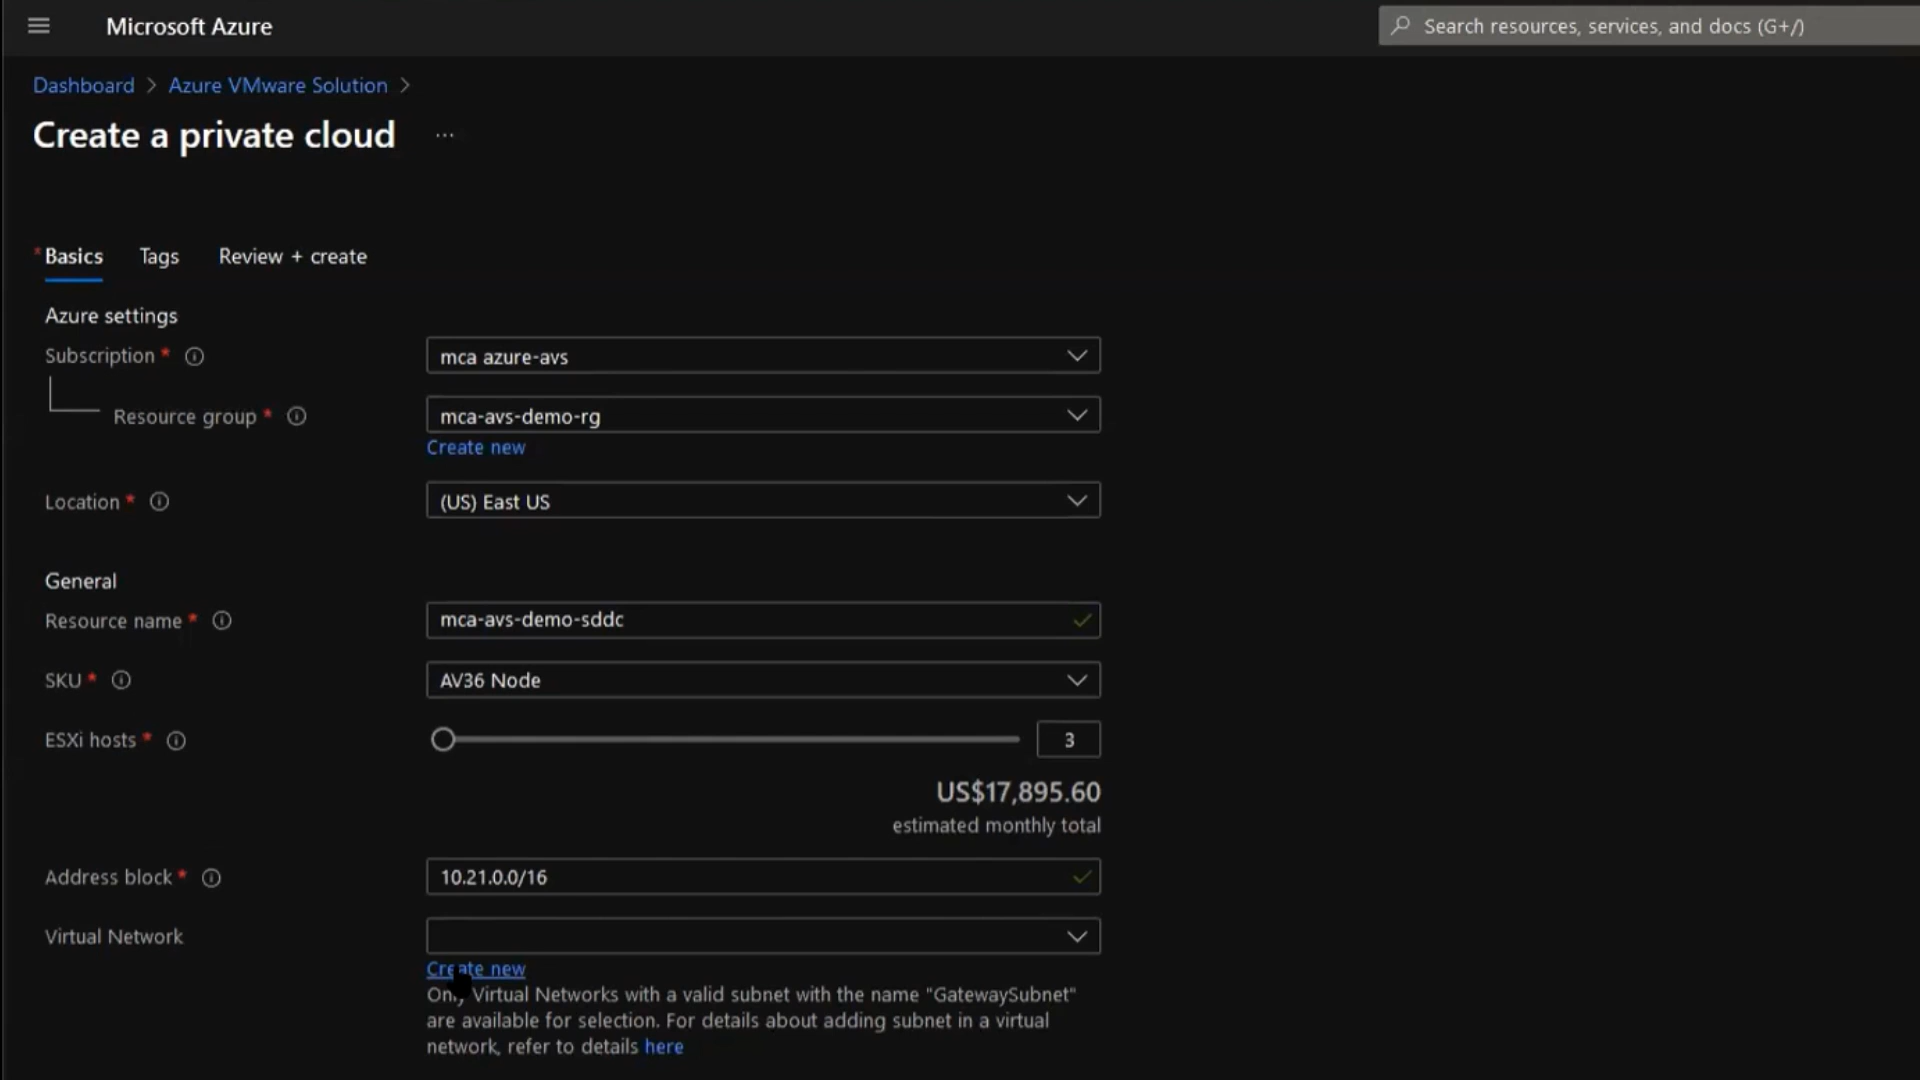 Microsoft Azure
Search resources, services, and docs (G+/)
Dashboard > Azure VMware Solution >
Create a private cloud ...
* Basics Tags Review + create
Azure settings
Subscription * mca azure-avs
Resource group * mca-avs-demo-rg
Create new
Location * (US) East US
General
Resource name * mca-avs-demo-sddc
SKU * AV36 Node
ESXi hosts * 3
US$17,895.60
estimated monthly total
Address block * 10.21.0.0/16
Virtual Network
Create new
Only Virtual Networks with a valid subnet with the name "GatewaySubnet"
are available for selection. For details about adding subnet in a virtual
network, refer to details here